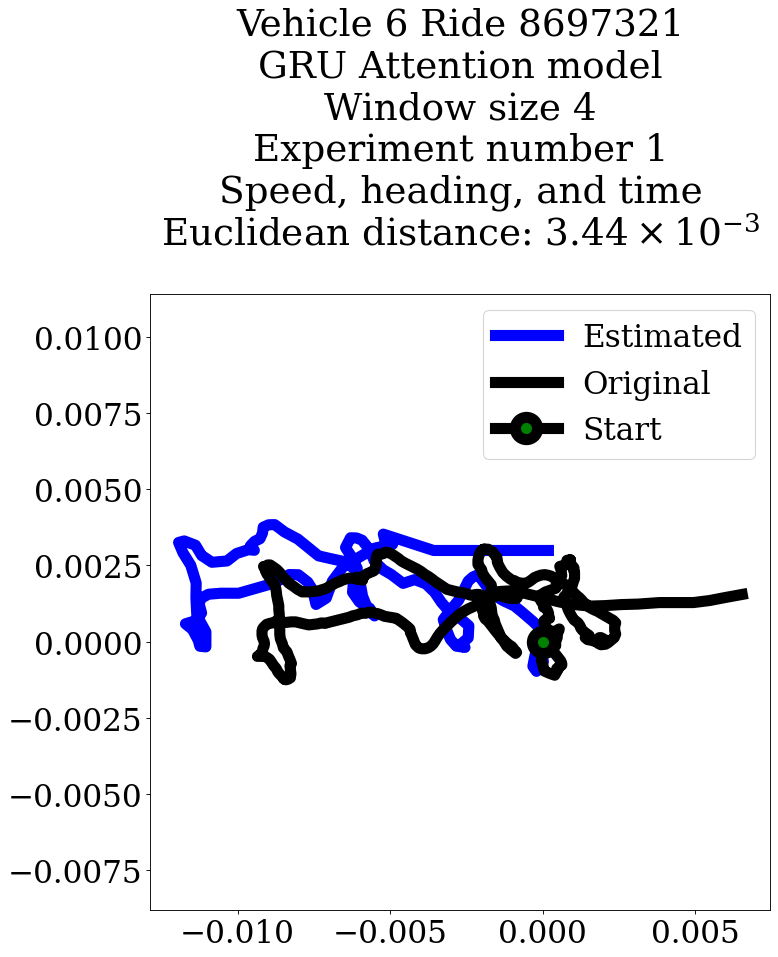 Vehicle 6 Ride 8697321
GRU Attention model
Window size 4
Experiment number 1
Speed, heading, and time
Euclidean distance: 3.44 × 10⁻³
Estimated
Original
Start
0.0100
0.0075
0.0050
0.0025
0.0000
−0.0025
−0.0050
−0.0075
−0.010 −0.005 0.000 0.005